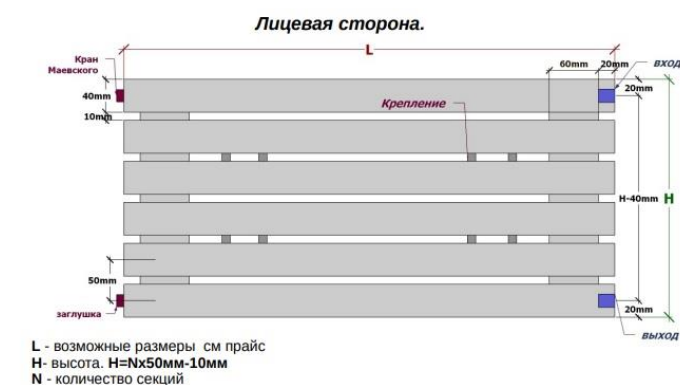 Лицевая сторона.
L
Кран
Маевского
60mm
20mm
вход
40mm
20mm
Крепление
10mm
H-40mm
H
50mm
заглушка
20mm
выход
L - возможные размеры см прайс
H- высота. H=Nx50мм-10мм
N - количество секций